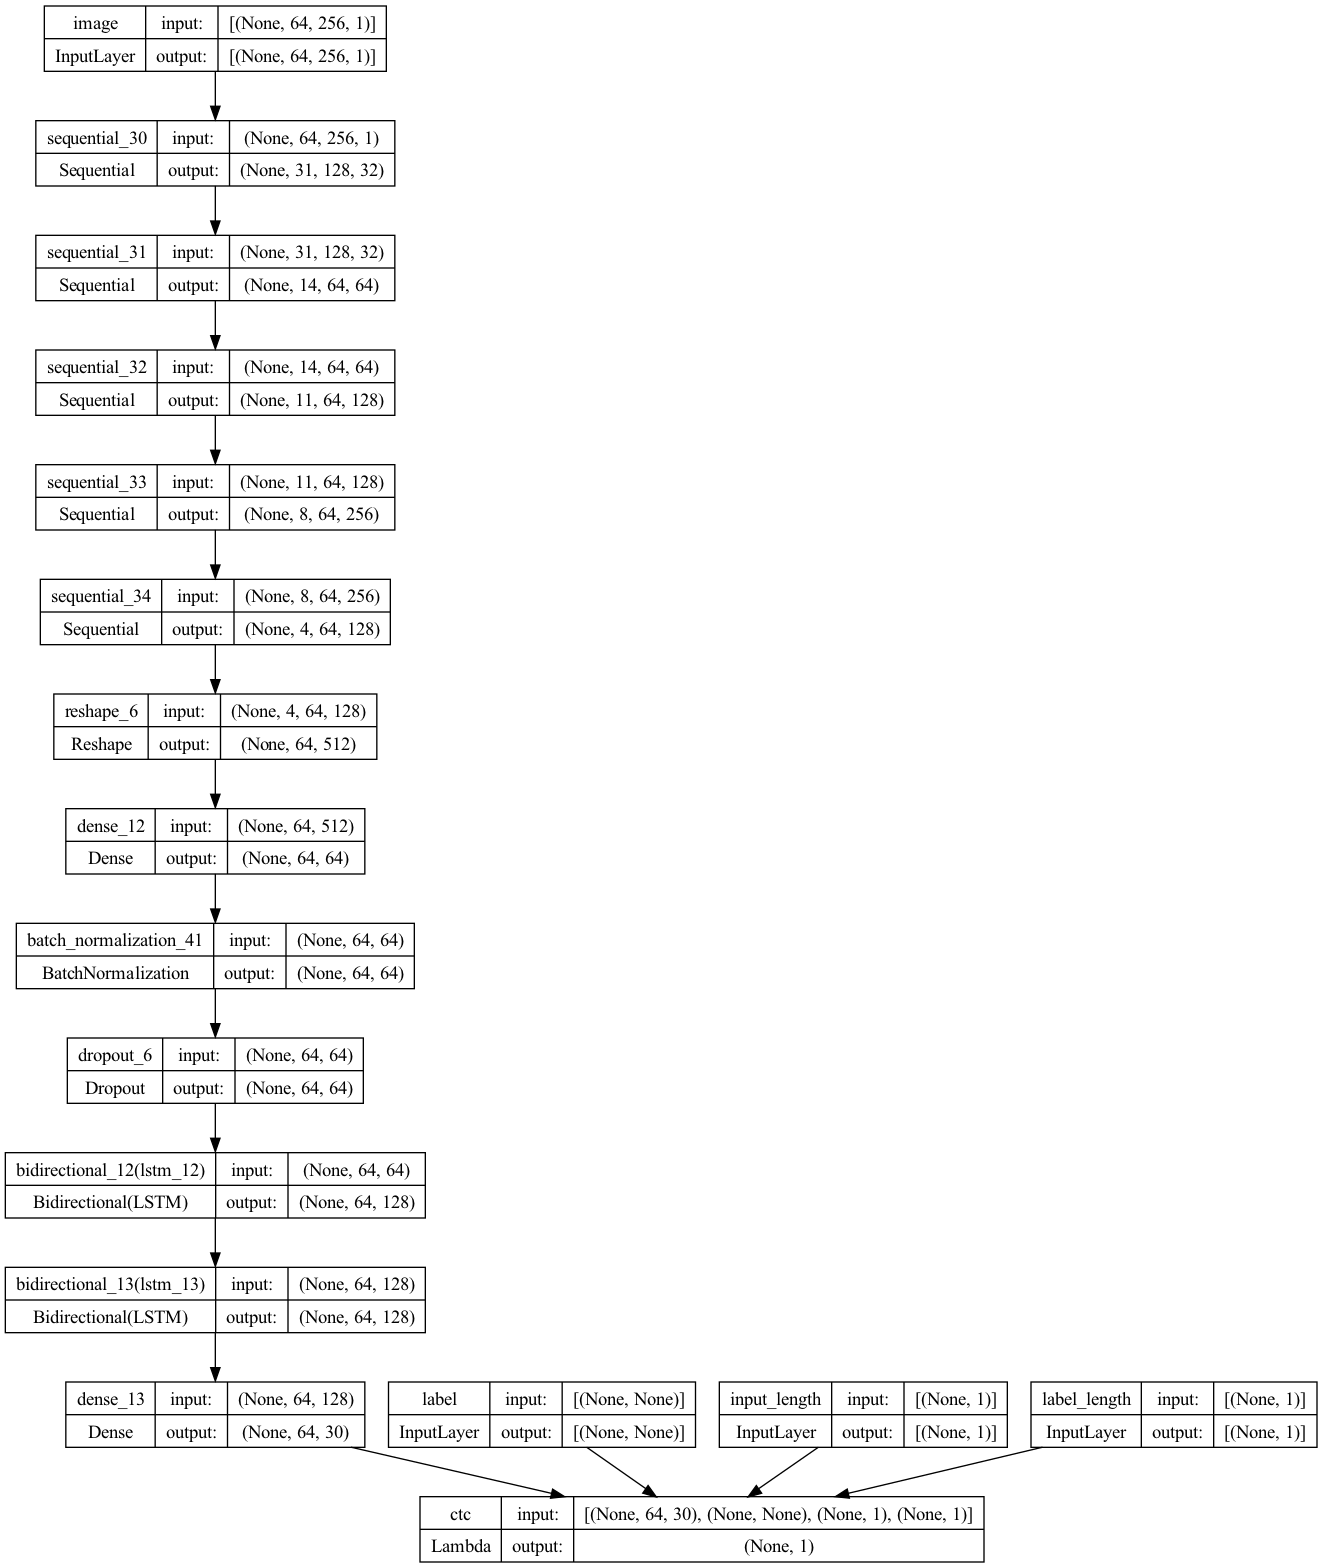 image input: [(None, 64, 256, 1)]
InputLayer output: [(None, 64, 256, 1)]
sequential_30 input: (None, 64, 256, 1)
Sequential output: (None, 31, 128, 32)
sequential_31 input: (None, 31, 128, 32)
Sequential output: (None, 14, 64, 64)
sequential_32 input: (None, 14, 64, 64)
Sequential output: (None, 11, 64, 128)
sequential_33 input: (None, 11, 64, 128)
Sequential output: (None, 8, 64, 256)
sequential_34 input: (None, 8, 64, 256)
Sequential output: (None, 4, 64, 128)
reshape_6 input: (None, 4, 64, 128)
Reshape output: (None, 64, 512)
dense_12 input: (None, 64, 512)
Dense output: (None, 64, 64)
batch_normalization_41 input: (None, 64, 64)
BatchNormalization output: (None, 64, 64)
dropout_6 input: (None, 64, 64)
Dropout output: (None, 64, 64)
bidirectional_12(lstm_12) input: (None, 64, 64)
Bidirectional(LSTM) output: (None, 64, 128)
bidirectional_13(lstm_13) input: (None, 64, 128)
Bidirectional(LSTM) output: (None, 64, 128)
dense_13 input: (None, 64, 128) label input: [(None, None)] input_length input: [(None, 1)] label_length input: [(None, 1)]
Dense output: (None, 64, 30) InputLayer output: [(None, None)] InputLayer output: [(None, 1)] InputLayer output: [(None, 1)]
ctc input: [(None, 64, 30), (None, None), (None, 1), (None, 1)]
Lambda output: (None, 1)